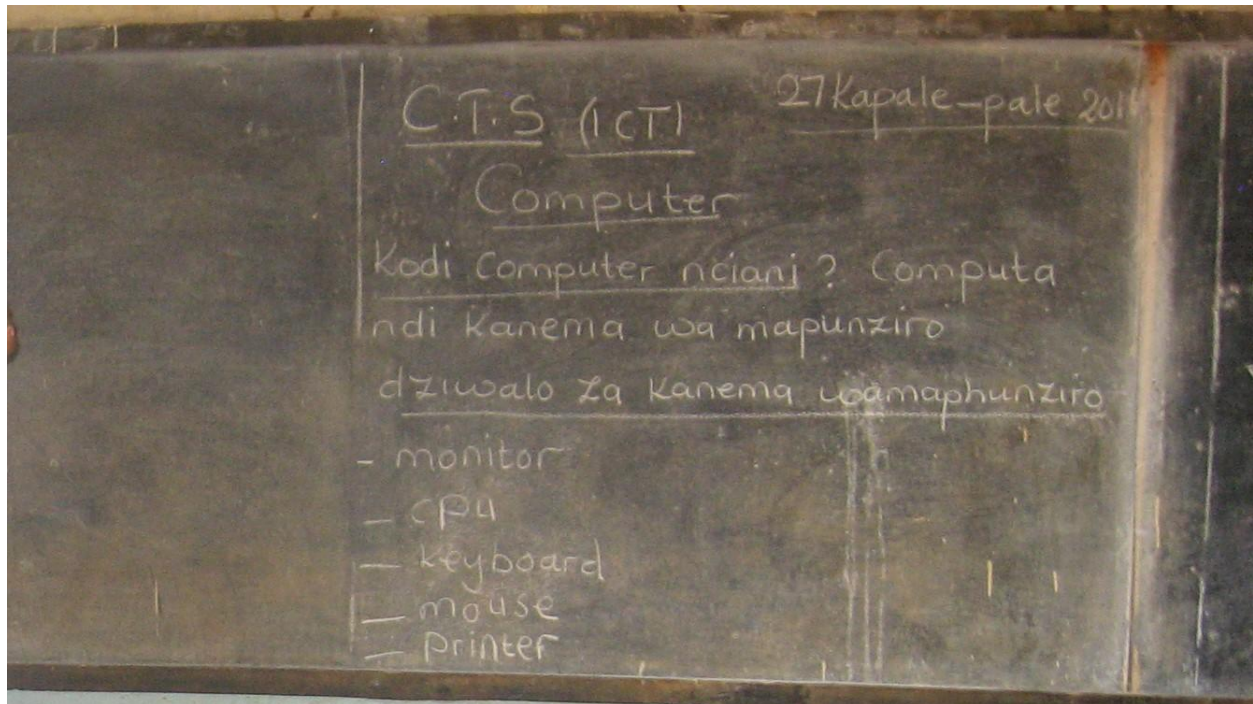 C.T.S (ICT)
27 Kapale-pale
Computer
Kodi Computer nciani? Computa
ndi Kanema wa mapunziro
dziwalo za Kanema wamaphunziro
- monitor
- cpu
- keyboard
- mouse
- printer